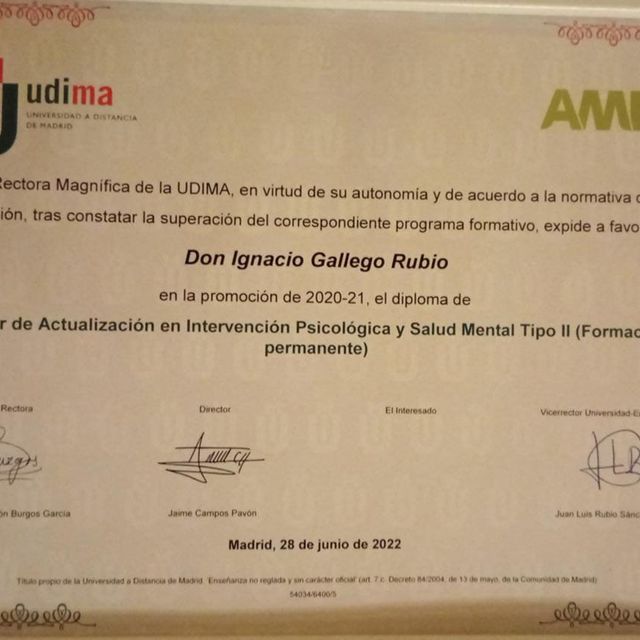 udima
UNIVERSIDAD A DISTANCIA
DE MADRID
Rectora Magnífica de la UDIMA, en virtud de su autonomía y de acuerdo a la normativa
ión, tras constatar la superación del correspondiente programa formativo, expide a favo
Don Ignacio Gallego Rubio
en la promoción de 2020-21, el diploma de
r de Actualización en Intervención Psicológica y Salud Mental Tipo II (Formac
permanente)
Rectora Director El Interesado Vicerrector Universidad-E
ón Burgos García Jaime Campos Pavón Juan Luis Rubio Sánc
Madrid, 28 de junio de 2022
Título propio de la Universidad a Distancia de Madrid. Enseñanza no reglada y sin carácter oficial (art. 7.c. Decreto 84/2004, de 13 de mayo, de la Comunidad de Madrid)
54034/6400/5